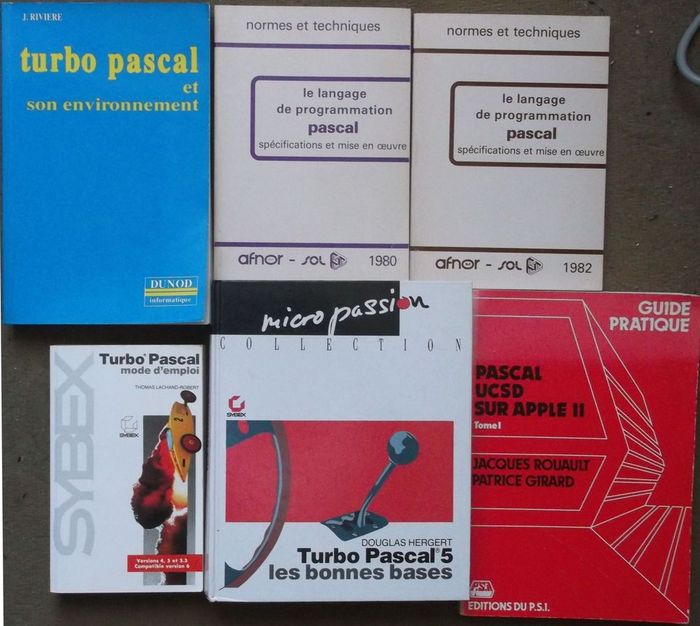 J. RIVIERE
turbo pascal
et
son environnement
DUNOD
informatique
normes et techniques
le langage
de programmation
pascal
spécifications et mise en œuvre
afnor - sol
1980
normes et techniques
le langage
de programmation
pascal
spécifications et mise en œuvre
afnor - sol
1982
SYBEX
Turbo® Pascal
mode d'emploi
THOMAS LACHAND-ROBERT
SYBEX
Versions 4, 5 et 5.5
Compatible version 6
micro passion
COLLECTION
SYBEX
DOUGLAS HERGERT
Turbo Pascal® 5
les bonnes bases
GUIDE
PRATIQUE
PASCAL
UCSD
SUR APPLE II
Tome I
JACQUES ROUAULT
PATRICE GIRARD
PSI
EDITIONS DU P.S.I.